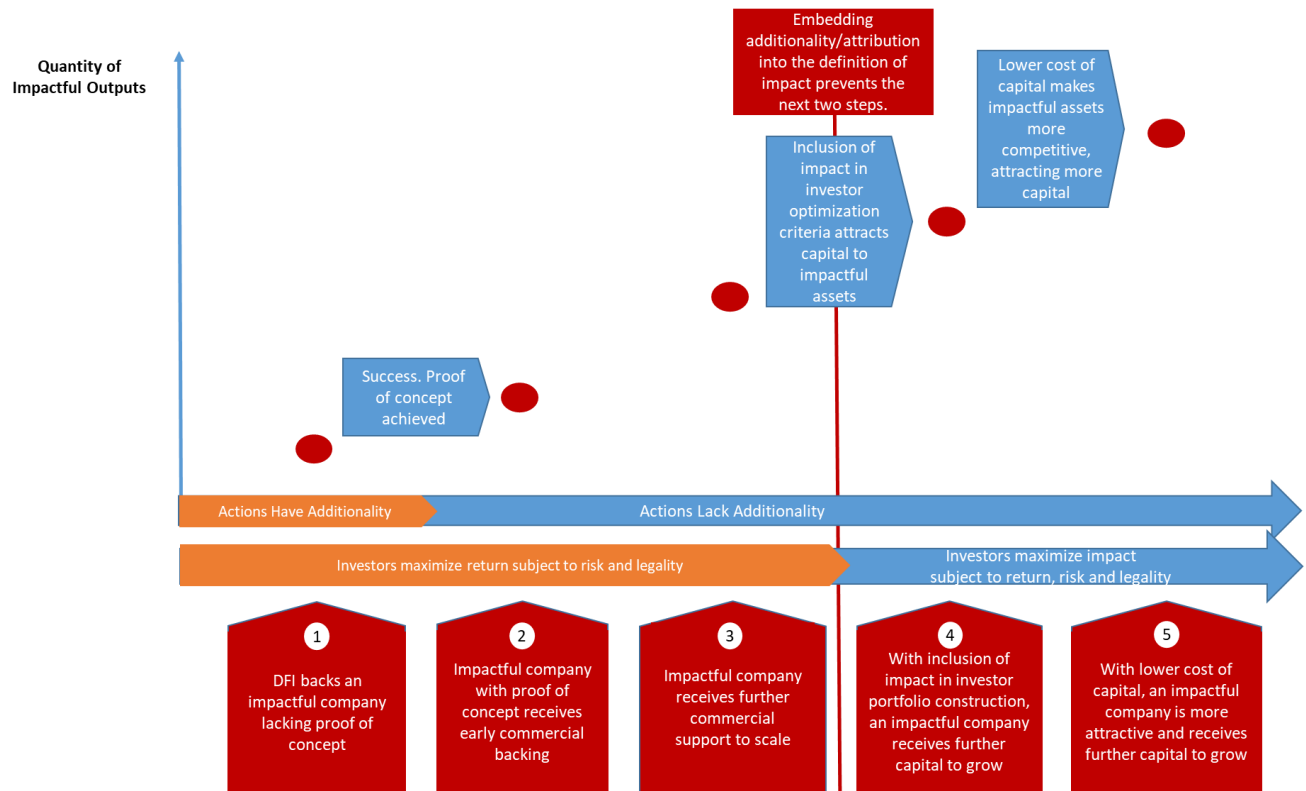 Quantity of
Impactful Outputs
Embedding
additionality/attribution
into the definition of
impact prevents the
next two steps.
Lower cost of
capital makes
impactful assets
more
competitive,
attracting more
capital
Inclusion of
impact in
investor
optimization
criteria attracts
capital to
impactful
assets
Success. Proof
of concept
achieved
Actions Have Additionality
Actions Lack Additionality
Investors maximize return subject to risk and legality
Investors maximize impact
subject to return, risk and legality
1
DFI backs an
impactful company
lacking proof of
concept
2
Impactful company
with proof of
concept receives
early commercial
backing
3
Impactful company
receives further
commercial
support to scale
4
With inclusion of
impact in investor
portfolio construction,
an impactful company
receives further
capital to grow
5
With lower cost of
capital, an impactful
company is more
attractive and receives
further capital to grow